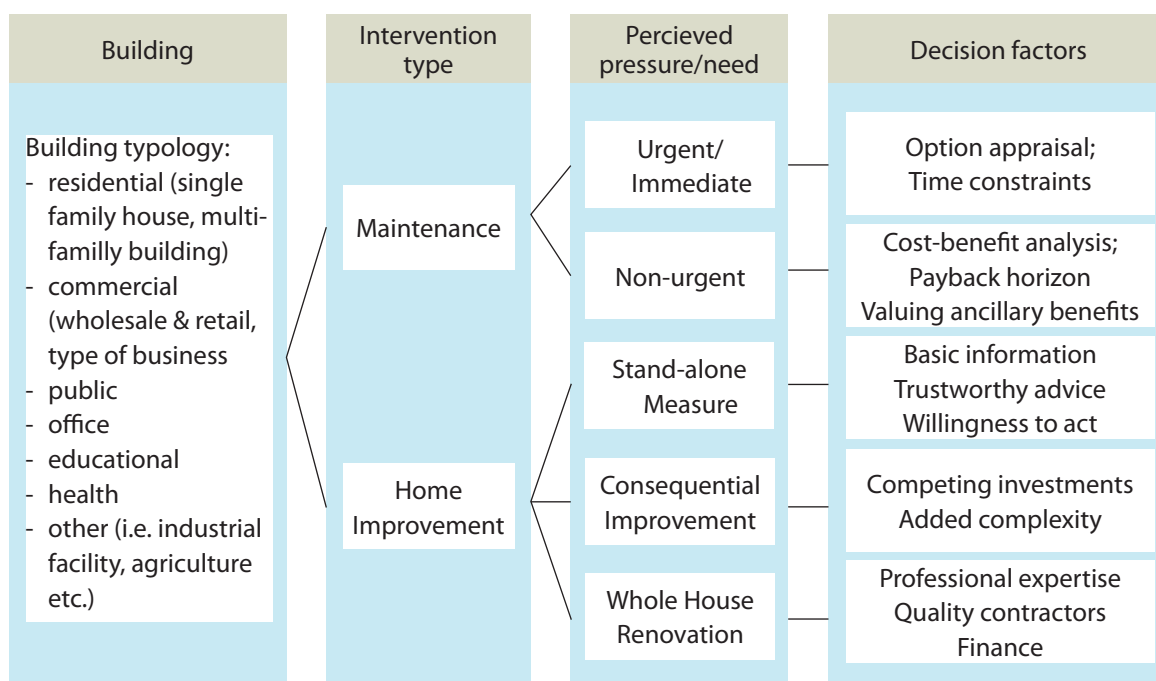 Building
Intervention
type
Percieved
pressure/need
Decision factors
Building typology:
- residential (single
family house, multi-
familly building)
- commercial
(wholesale & retail,
type of business
- public
- office
- educational
- health
- other (i.e. industrial
facility, agriculture
etc.)
Maintenance
Home
Improvement
Urgent/
Immediate
Non-urgent
Stand-alone
Measure
Consequential
Improvement
Whole House
Renovation
Option appraisal;
Time constraints
Cost-benefit analysis;
Payback horizon
Valuing ancillary benefits
Basic information
Trustworthy advice
Willingness to act
Competing investments
Added complexity
Professional expertise
Quality contractors
Finance